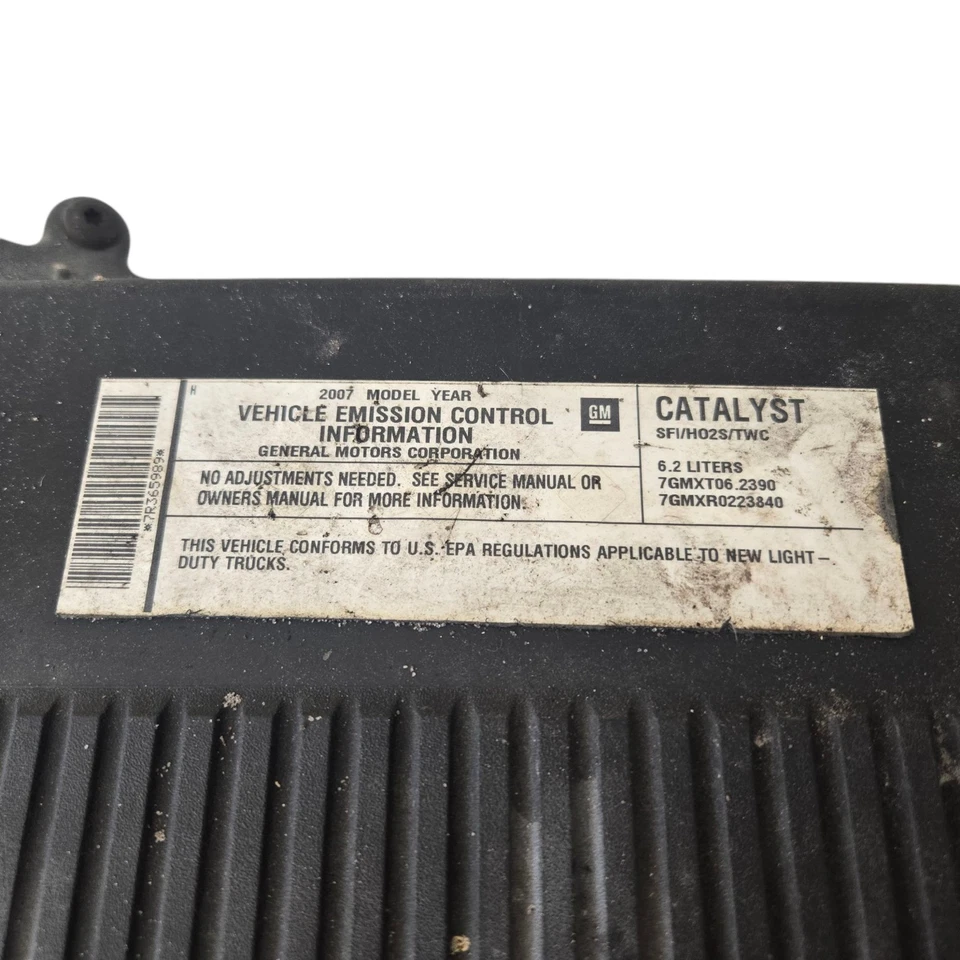 *7R365989*
H
2007 MODEL YEAR
VEHICLE EMISSION CONTROL
INFORMATION
GENERAL MOTORS CORPORATION
GM
CATALYST
SFI/HO2S/TWC
NO ADJUSTMENTS NEEDED. SEE SERVICE MANUAL OR
OWNERS MANUAL FOR MORE INFORMATION.
6.2 LITERS
7GMXT06.2390
7GMXR0223840
THIS VEHICLE CONFORMS TO U.S. EPA REGULATIONS APPLICABLE TO NEW LIGHT–
DUTY TRUCKS.